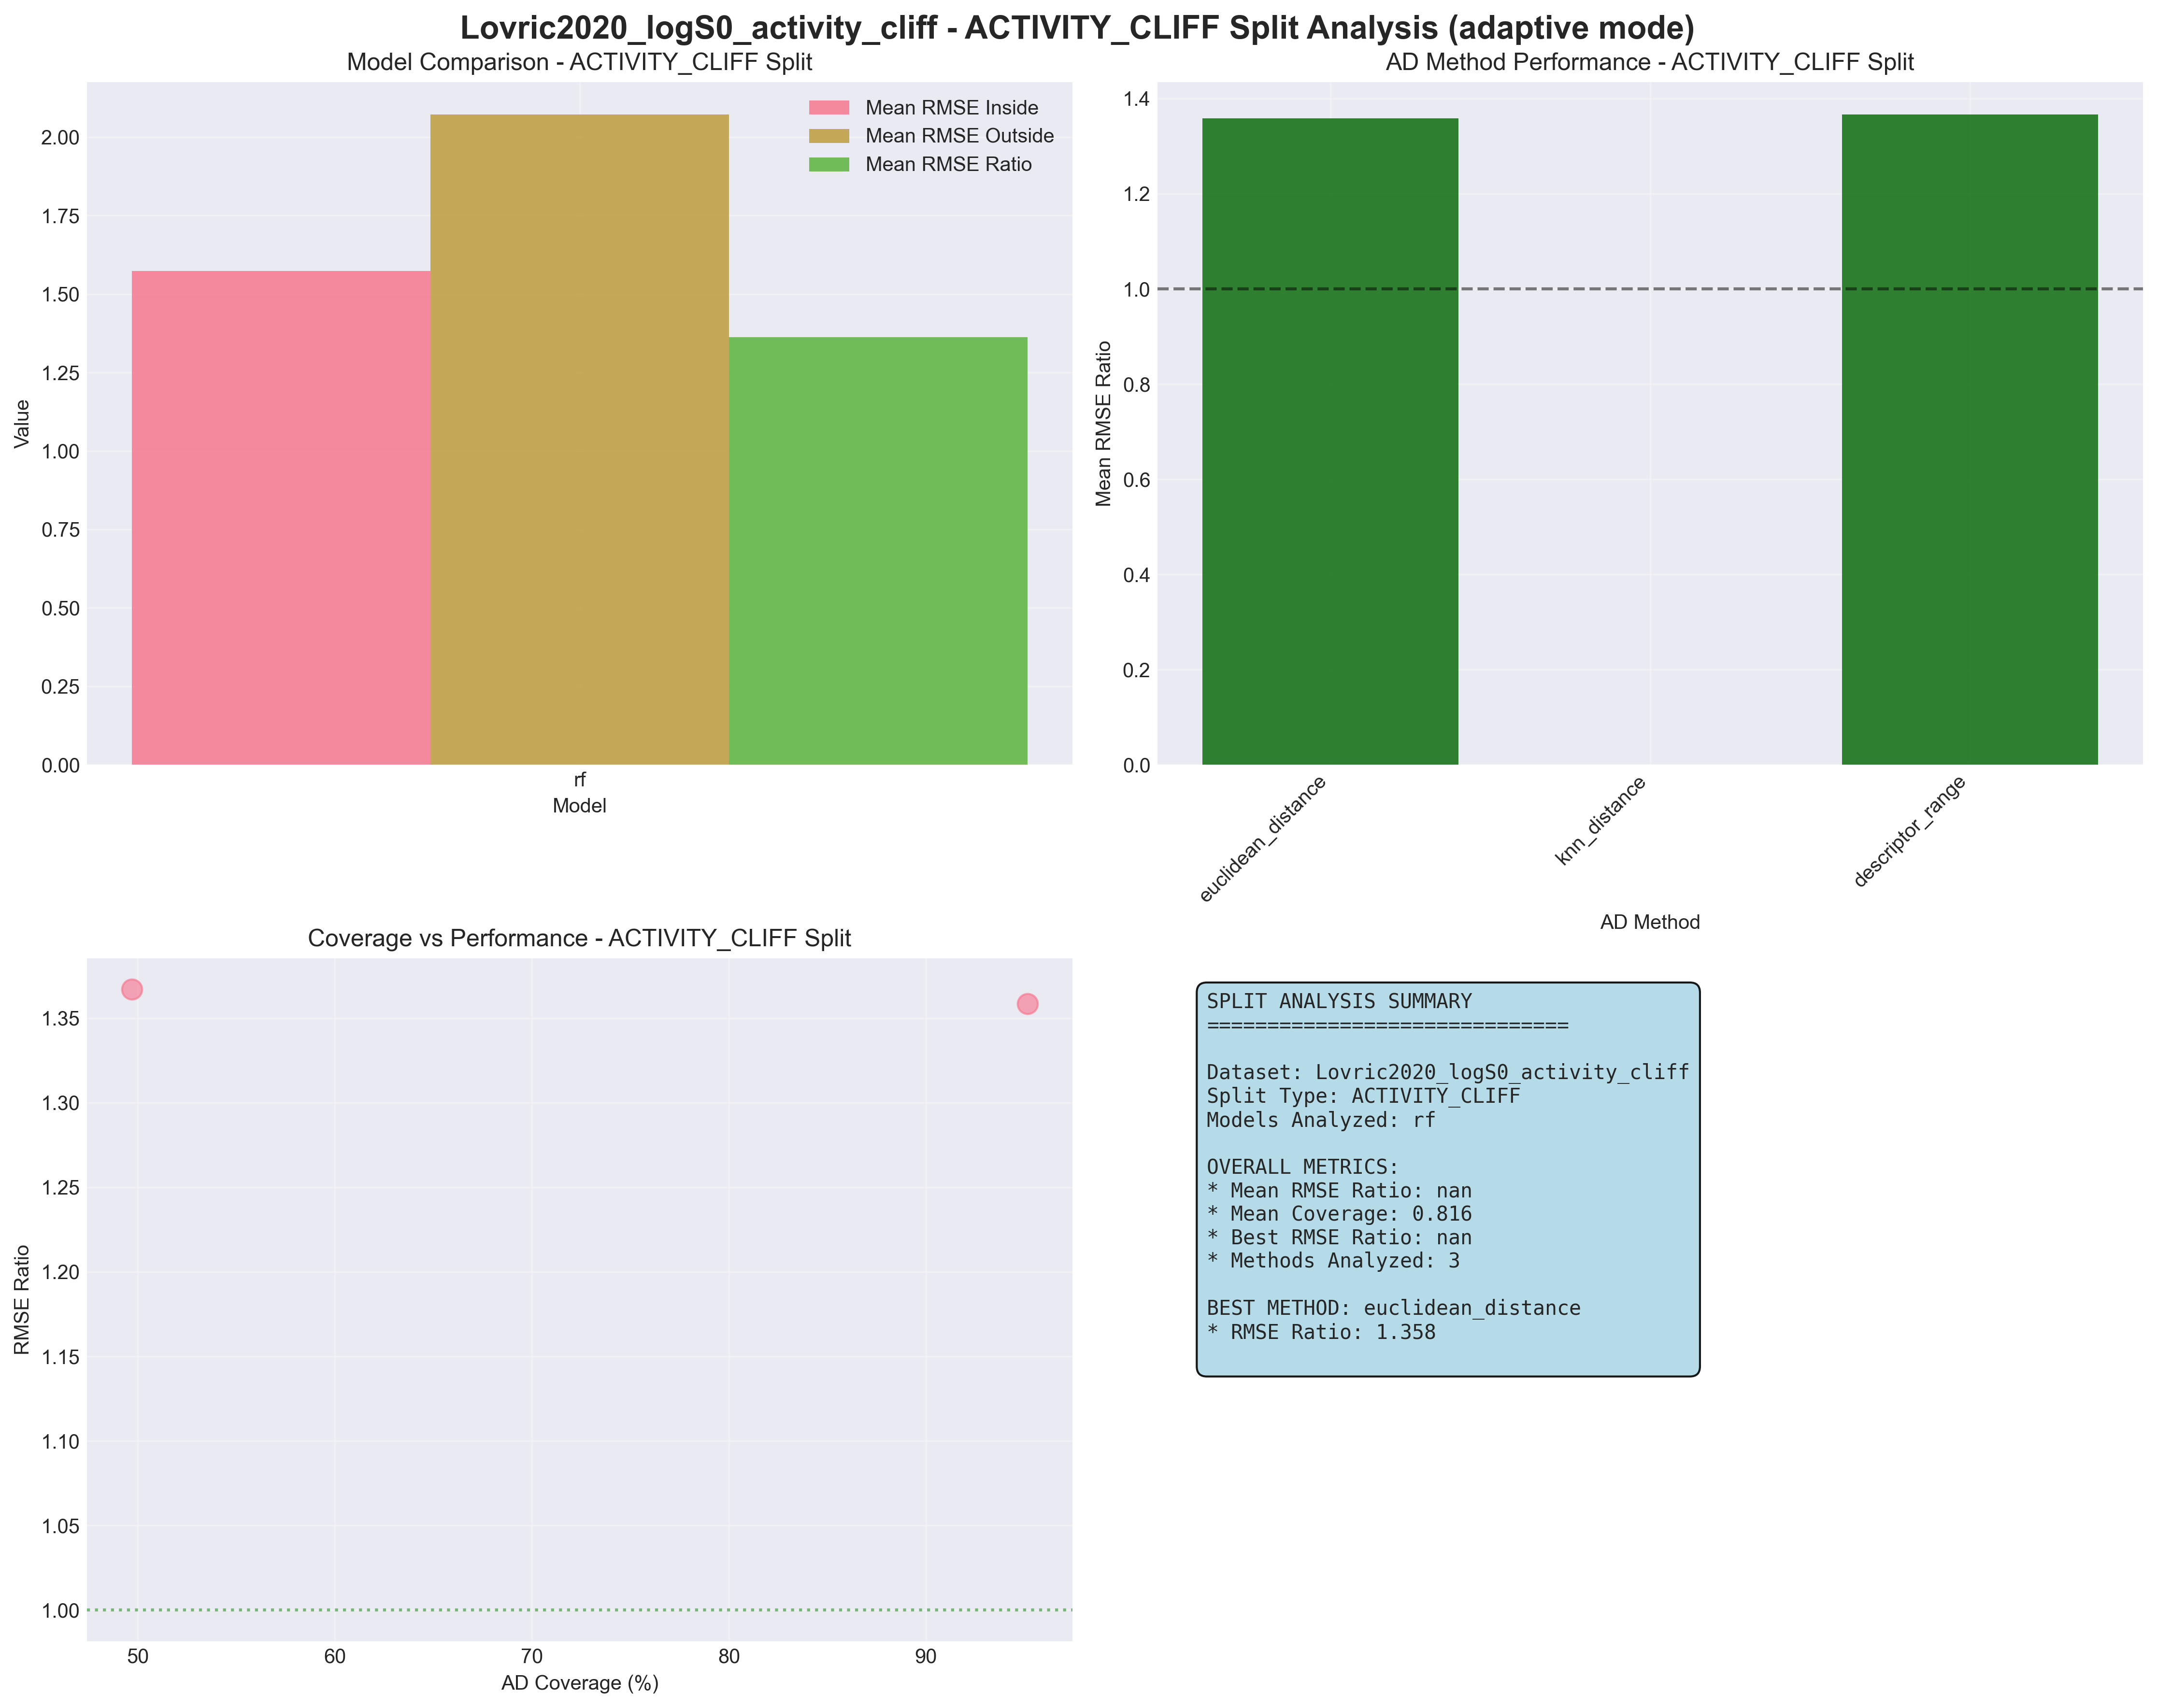 Lovric2020_logS0_activity_cliff - ACTIVITY_CLIFF Split Analysis (adaptive mode)
Model Comparison - ACTIVITY_CLIFF Split
Mean RMSE Inside
Mean RMSE Outside
Mean RMSE Ratio
2.00
1.75
1.50
1.25
1.00
0.75
0.50
0.25
0.00
Value
rf
Model
AD Method Performance - ACTIVITY_CLIFF Split
1.4
1.2
1.0
0.8
0.6
0.4
0.2
0.0
Mean RMSE Ratio
euclidean_distance
knn_distance
descriptor_range
AD Method
Coverage vs Performance - ACTIVITY_CLIFF Split
1.35
1.30
1.25
1.20
1.15
1.10
1.05
1.00
RMSE Ratio
50
60
70
80
90
AD Coverage (%)
SPLIT ANALYSIS SUMMARY
==============================
Dataset: Lovric2020_logS0_activity_cliff
Split Type: ACTIVITY_CLIFF
Models Analyzed: rf
OVERALL METRICS:
* Mean RMSE Ratio: nan
* Mean Coverage: 0.816
* Best RMSE Ratio: nan
* Methods Analyzed: 3
BEST METHOD: euclidean_distance
* RMSE Ratio: 1.358